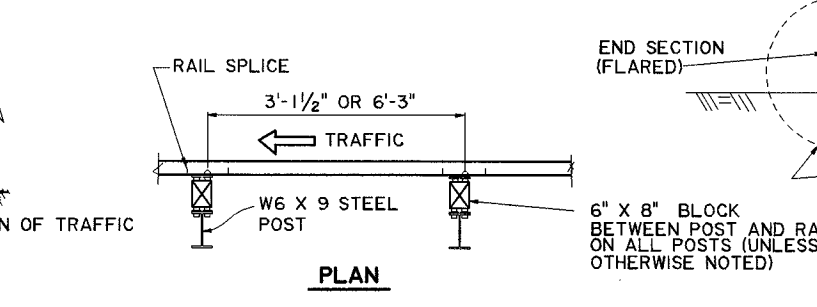 RAIL SPLICE
3'-1½" OR 6'-3"
TRAFFIC
END SECTION
(FLARED)
N OF TRAFFIC
W6 X 9 STEEL
POST
6" X 8" BLOCK
BETWEEN POST AND RA
ON ALL POSTS (UNLESS
OTHERWISE NOTED)
PLAN